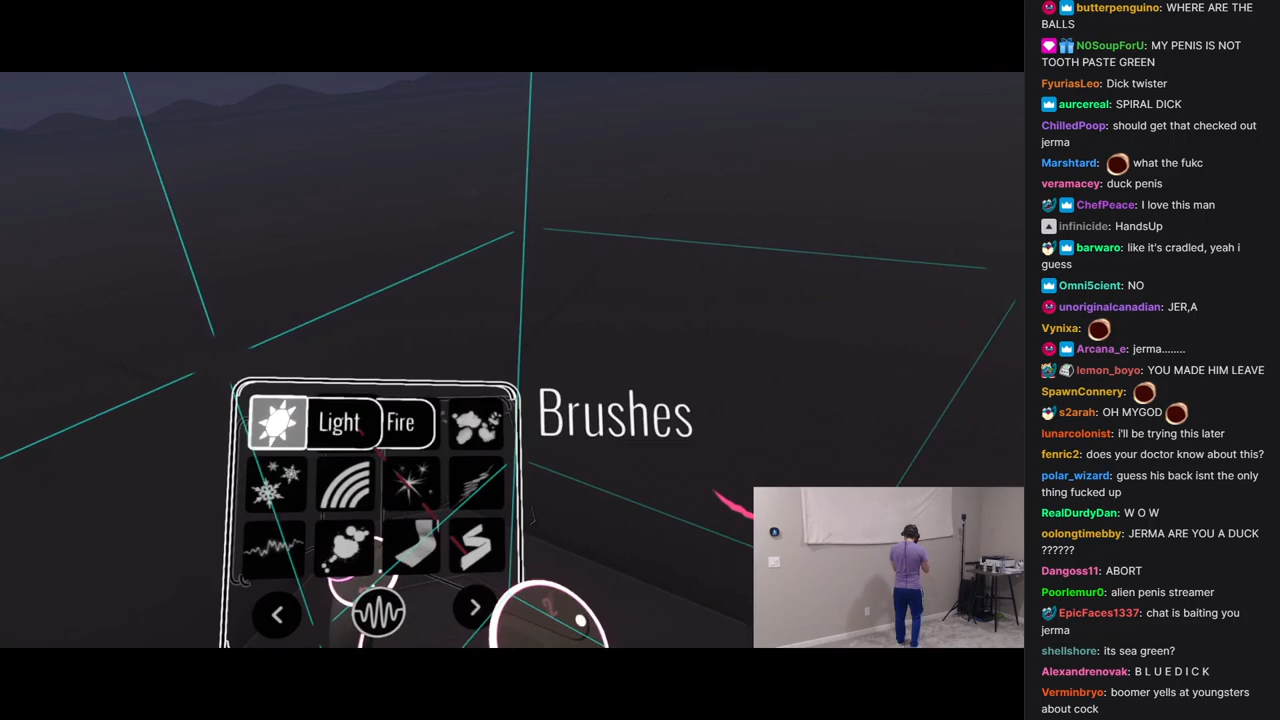 Light
Fire
Brushes
butterpenguino: WHERE ARE THE
BALLS
N0SoupForU: MY PENIS IS NOT
TOOTH PASTE GREEN
FyuriasLeo: Dick twister
aurcereal: SPIRAL DICK
ChilledPoop: should get that checked out
jerma
Marshtard: what the fukc
veramacey: duck penis
ChefPeace: I love this man
infinicide: HandsUp
barwaro: like it's cradled, yeah i
guess
Omni5cient: NO
unoriginalcanadian: JER,A
Vynixa:
Arcana_e: jerma........
lemon_boyo: YOU MADE HIM LEAVE
SpawnConnery:
s2arah: OH MYGOD
lunarcolonist: i'll be trying this later
fenric2: does your doctor know about this?
polar_wizard: guess his back isnt the only
thing fucked up
RealDurdyDan: W O W
oolongtimebby: JERMA ARE YOU A DUCK
??????
Dangoss11: ABORT
Poorlemur0: alien penis streamer
EpicFaces1337: chat is baiting you
jerma
shellshore: its sea green?
Alexandrenovak: B L U E D I C K
Verminbryo: boomer yells at youngsters
about cock